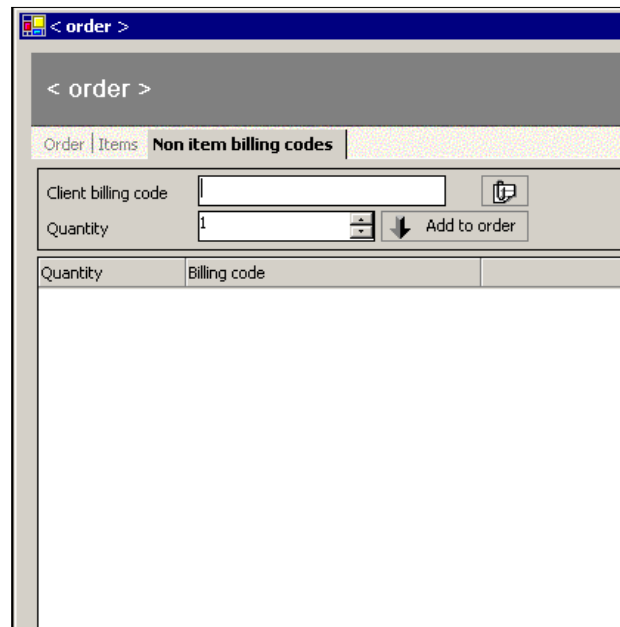 < order >
< order >
Order Items Non item billing codes
Client billing code
Quantity 1 Add to order
Quantity Billing code